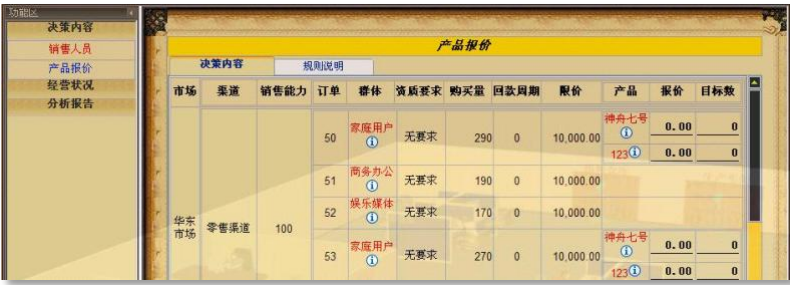 功能区
决策内容
销售人员
产品报价
经营状况
分析报告
产品报价
决策内容 规则说明
市场 渠道 销售能力 订单 群体 资质要求 购买量 回款周期 限价 产品 报价 目标数
华东市场 零售渠道 100
50 家庭用户 无要求 290 0 10,000.00 神舟七号 0.00 0
123 0.00 0
51 商务办公 无要求 190 0 10,000.00
52 娱乐媒体 无要求 170 0 10,000.00
53 家庭用户 无要求 270 0 10,000.00 神舟七号 0.00 0
123 0.00 0